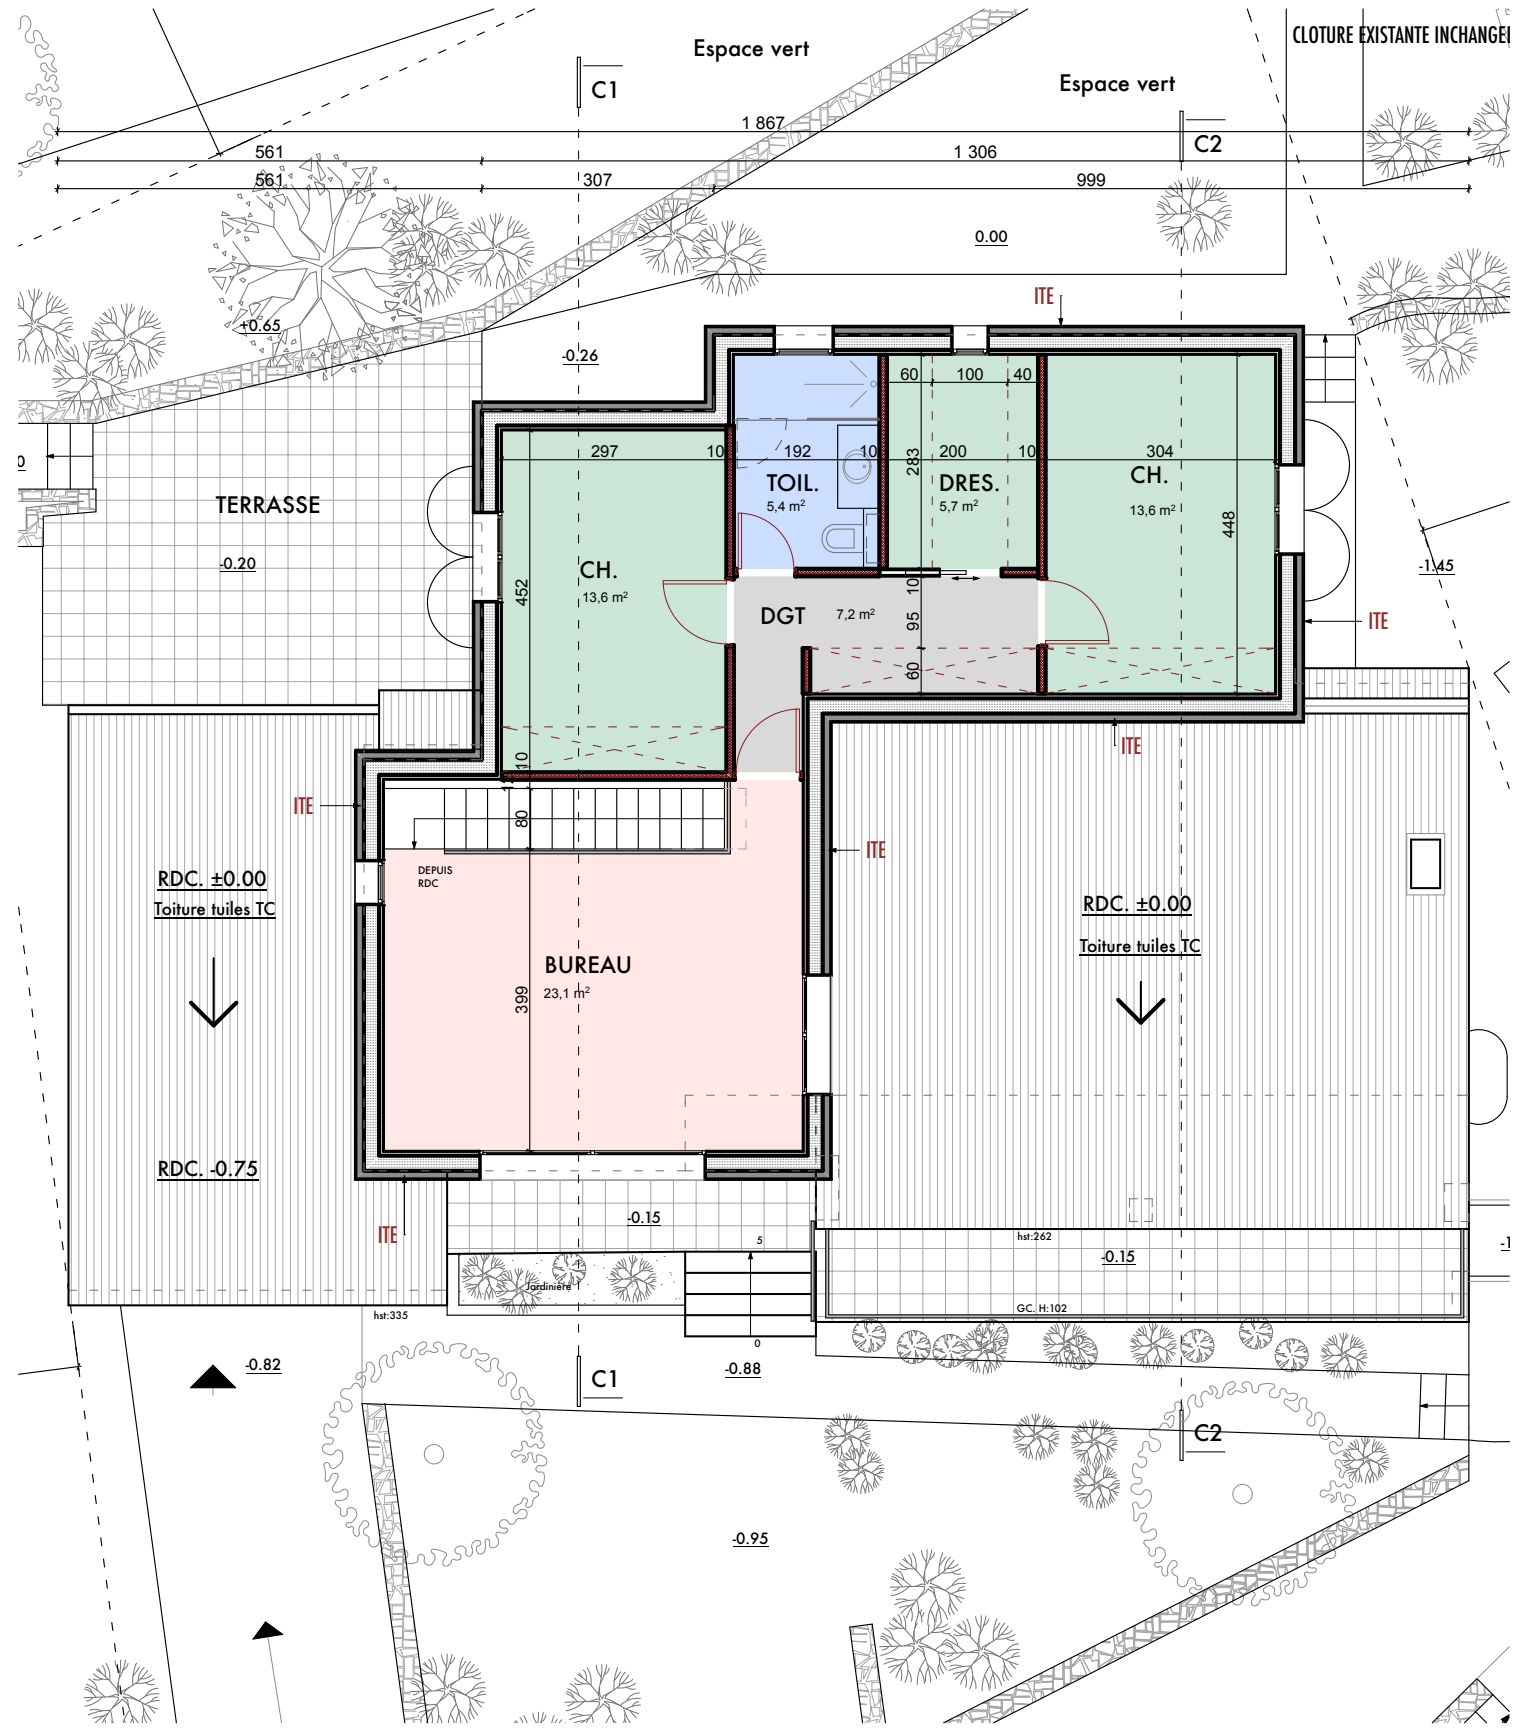 CLOTURE EXISTANTE INCHANGE
Espace vert
Espace vert
C1
C2
1 867
561
1 306
561
307
999
0.00
ITE
+0.65
-0.26
60
100
40
297
10
192
10
200
10
304
283
TERRASSE
TOIL.
5,4 m²
DRES.
5,7 m²
CH.
13,6 m²
448
-0.20
-1.45
CH.
13,6 m²
452
DGT
7,2 m²
10
95
60
ITE
ITE
10
80
ITE
ITE
DEPUIS
RDC
RDC. ±0.00
Toiture tuiles TC
RDC. ±0.00
Toiture tuiles TC
BUREAU
23,1 m²
399
RDC. -0.75
ITE
-0.15
5
hst:262
-0.15
Jardinière
GC. H:102
hst:335
0
-0.82
-0.88
C1
C2
-0.95